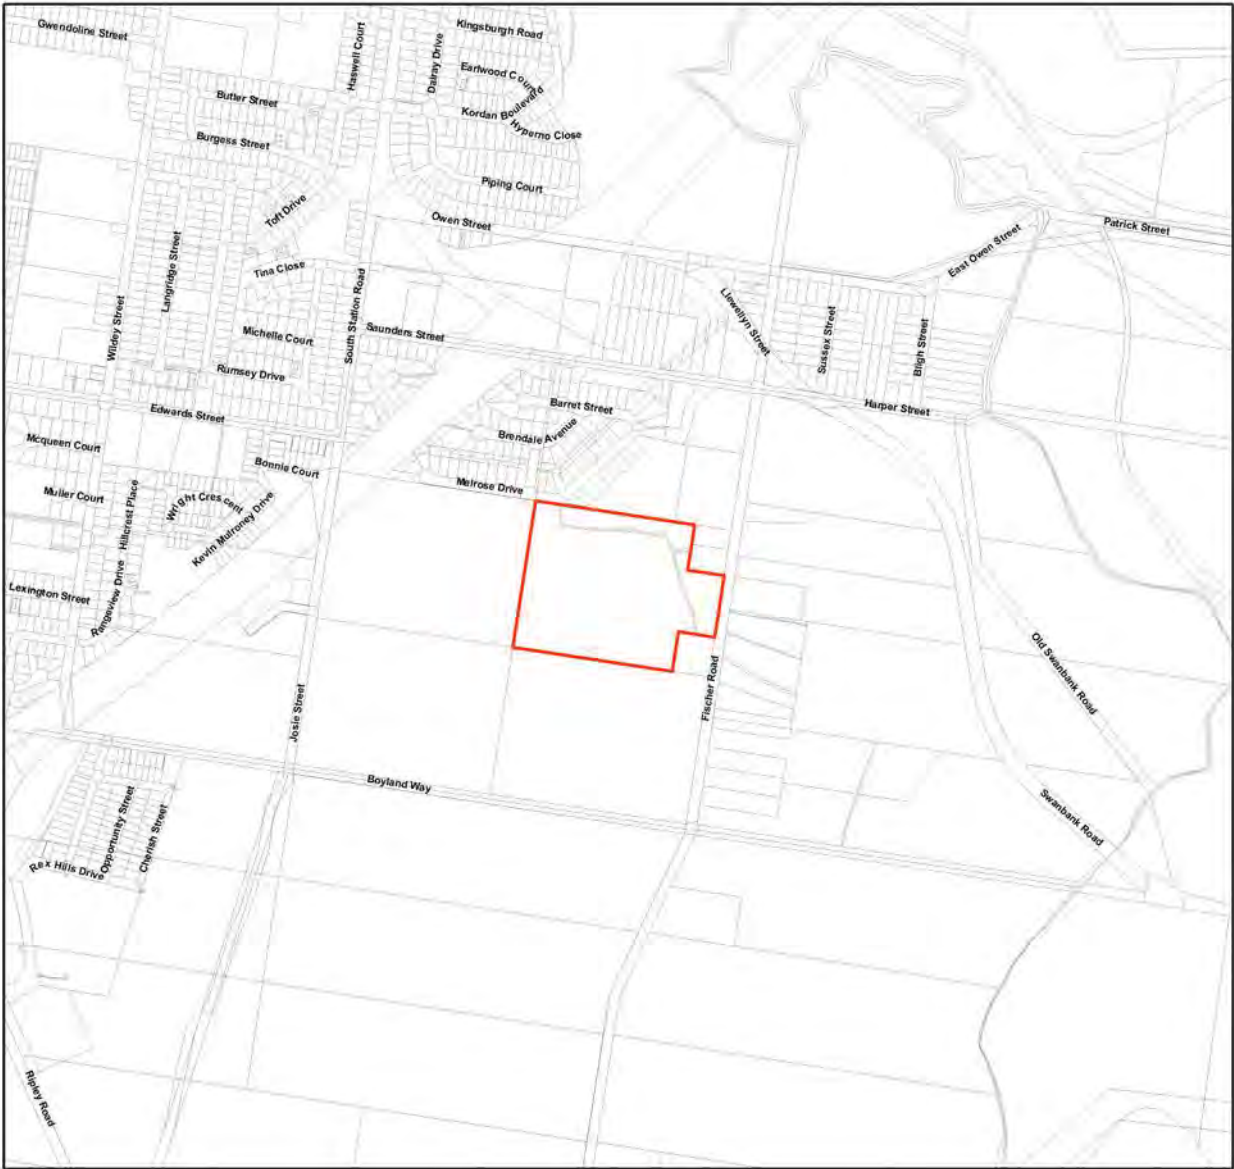 Gwendoline Street
Haswell Court
Dalray Drive
Kingsburgh Road
Earlwood Court
Kordan Boulevard
Hyperno Close
Butler Street
Burgess Street
Piping Court
Toft Drive
Owen Street
Patrick Street
East Owen Street
Langridge Street
Tina Close
Wildey Street
South Station Road
Saunders Street
Michelle Court
Llewellyn Street
Sussex Street
Bligh Street
Rumsey Drive
Edwards Street
Barret Street
Harper Street
Brendale Avenue
Mcqueen Court
Bonnie Court
Melrose Drive
Muller Court
Hillcrest Place
Wright Crescent
Kevin Mulroney Drive
Lexington Street
Rangeview Drive
Old Swanbank Road
Fischer Road
Josie Street
Boyland Way
Swanbank Road
Opportunity Street
Cherish Street
Rex Hills Drive
Ripley Road